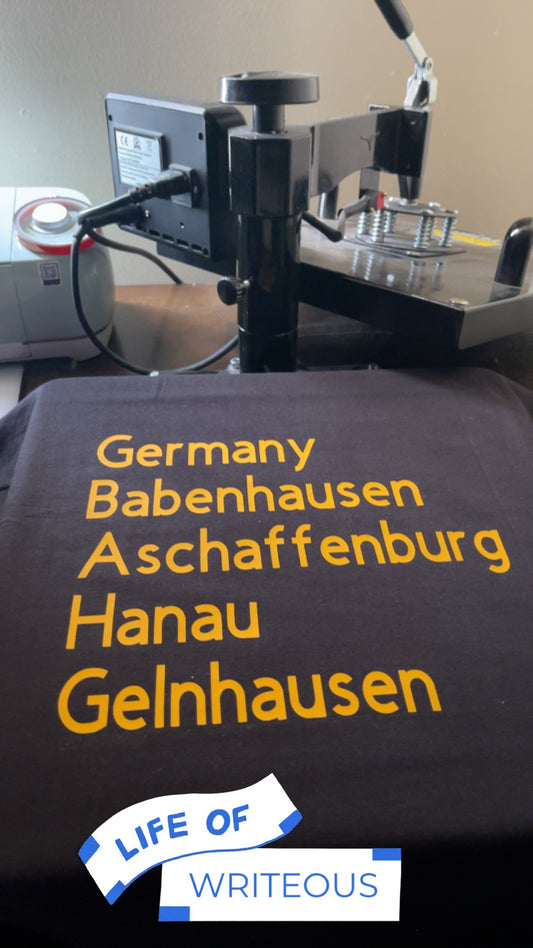 Germany
Babenhausen
Aschaffenburg
Hanau
Gelnhausen
LIFE OF
WRITEOUS